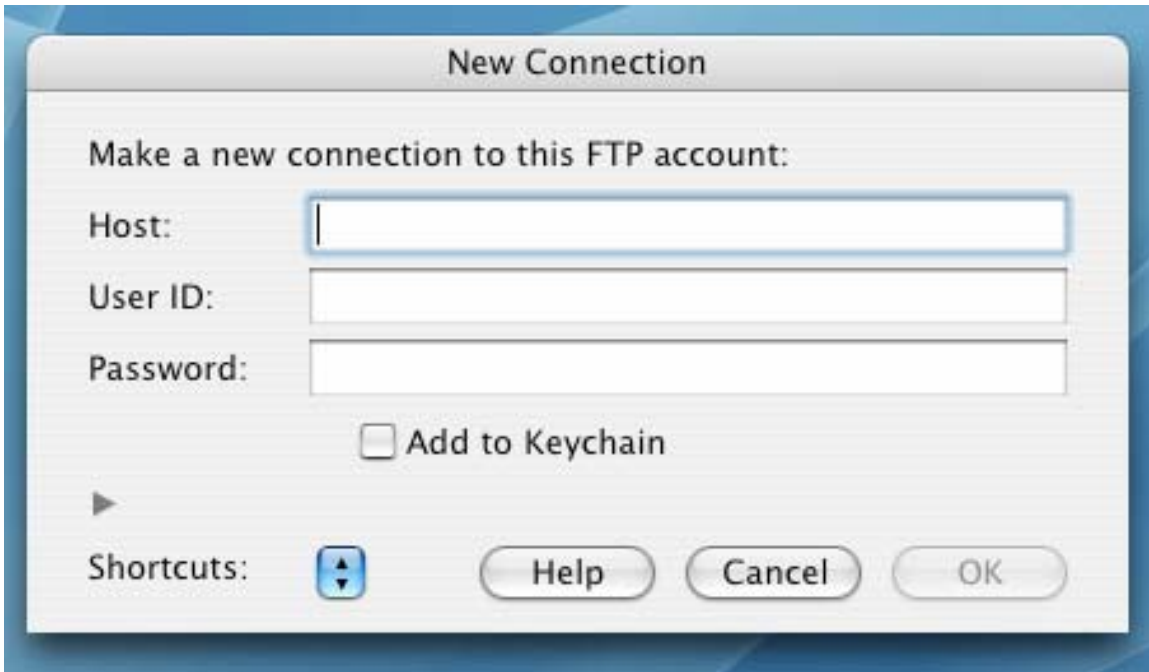 New Connection
Make a new connection to this FTP account:
Host:
User ID:
Password:
Add to Keychain
Shortcuts: Help Cancel OK